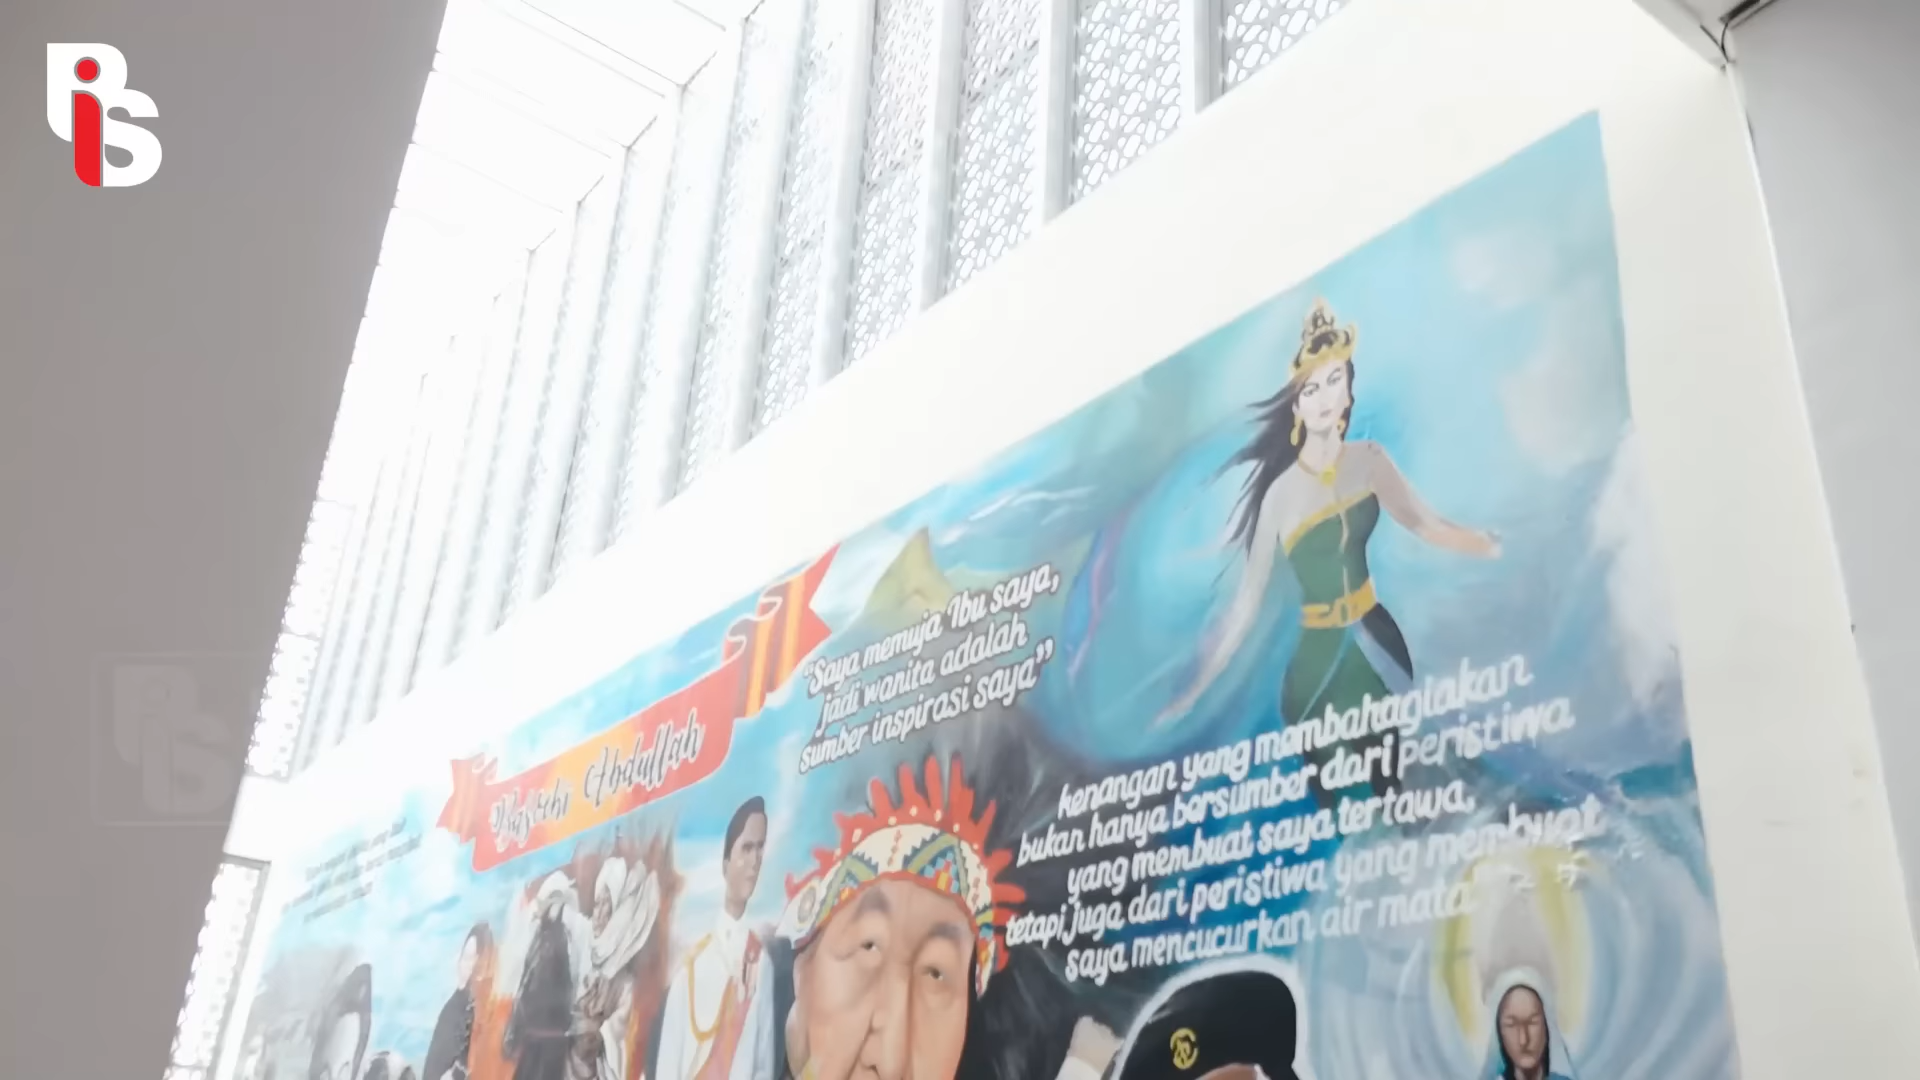 BiS
"Saya memuja Ibu saya,
jadi wanita adalah
sumber inspirasi saya"
Abdullah
kenangan yang membahagiakan
bukan hanya bersumber dari peristiwa
yang membuat saya tertawa,
tetapi juga dari peristiwa yang membuat
saya mencucurkan air mata"